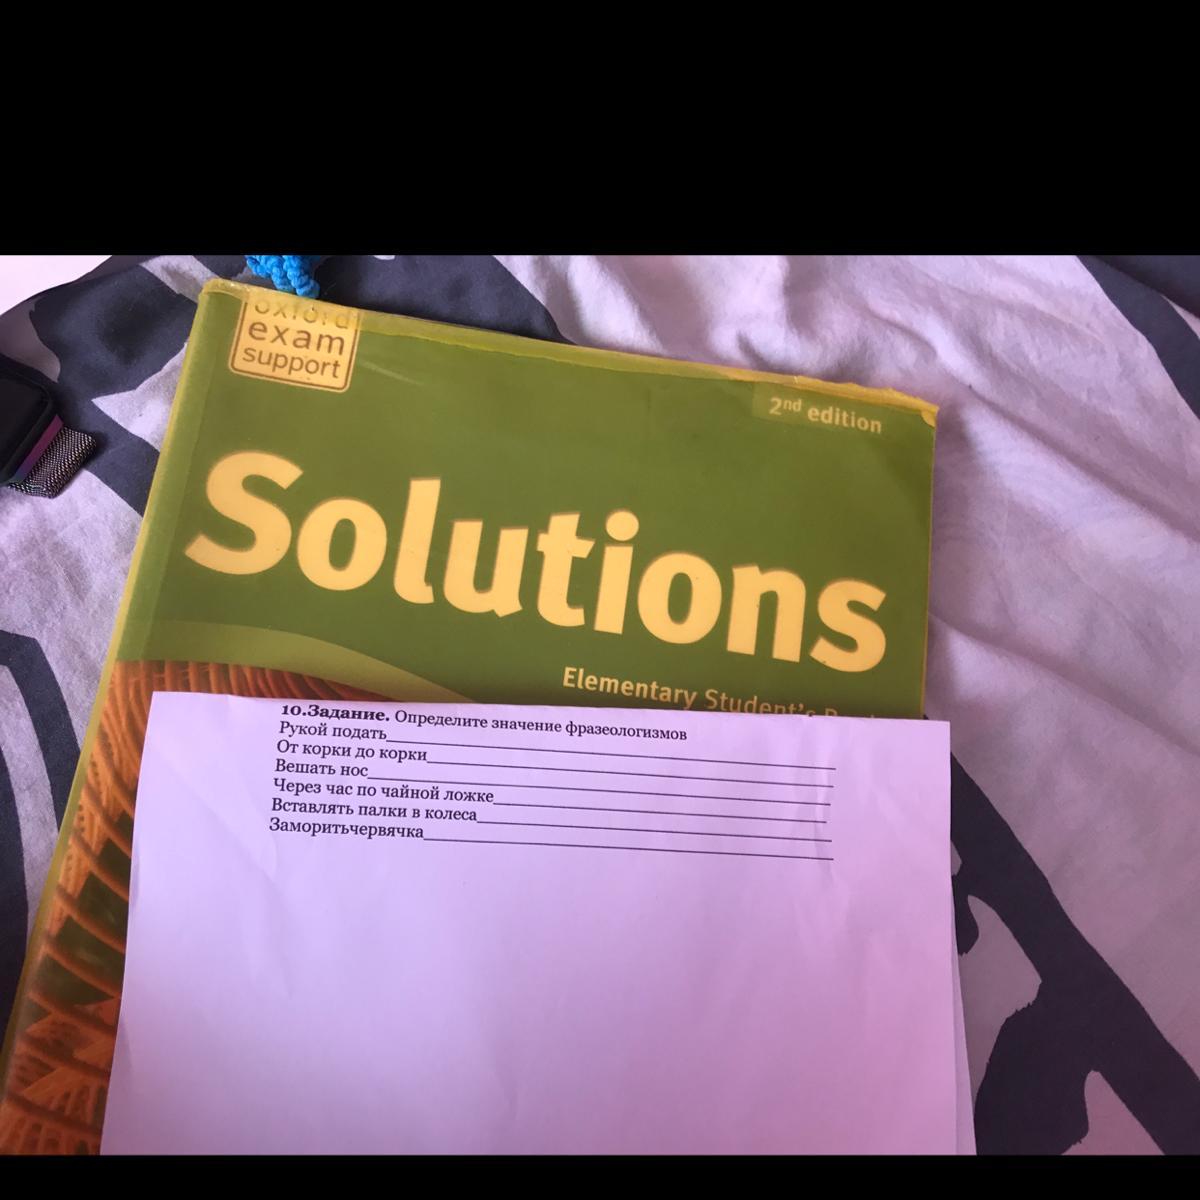 oxford
exam
support
2nd edition
Solutions
Elementary Student's
10.Задание. Определите значение фразеологизмов
Рукой подать
От корки до корки
Вешать нос
Через час по чайной ложке
Вставлять палки в колеса
Заморитьчервячка